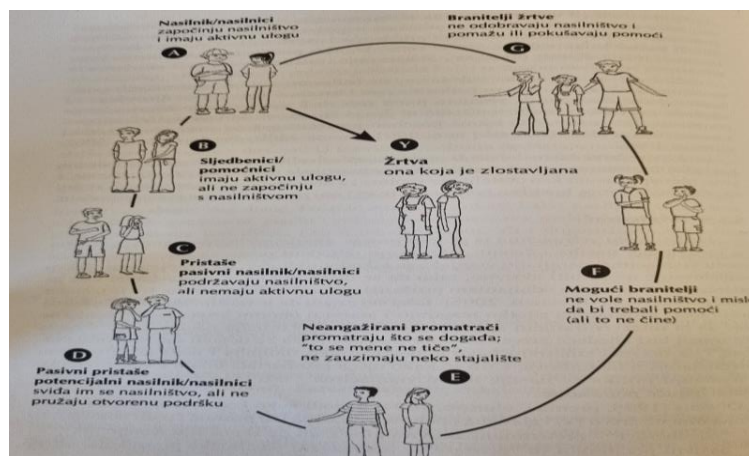 Nasilnik/nasilnici
započinju nasilništvo
i imaju aktivnu ulogu
A
Branitelji žrtve
ne odobravaju nasilništvo i
pomažu ili pokušavaju pomoći
G
B
Sljedbenici/
pomoćnici
imaju aktivnu ulogu,
ali ne započinju
s nasilništvom
Y
Žrtva
ona koja je zlostavljana
C
Pristaše
pasivni nasilnik/nasilnici
podržavaju nasilništvo,
ali nemaju aktivnu ulogu
F
Mogući branitelji
ne vole nasilništvo i misl
da bi trebali pomoći
(ali to ne čine)
D
Pasivni pristaše
potencijalni nasilnik/nasilnici
sviđa im se nasilništvo, ali ne
pružaju otvorenu podršku
Neangažirani promatrači
promatraju što se događa;
"to se mene ne tiče",
ne zauzimaju neko stajalište
E